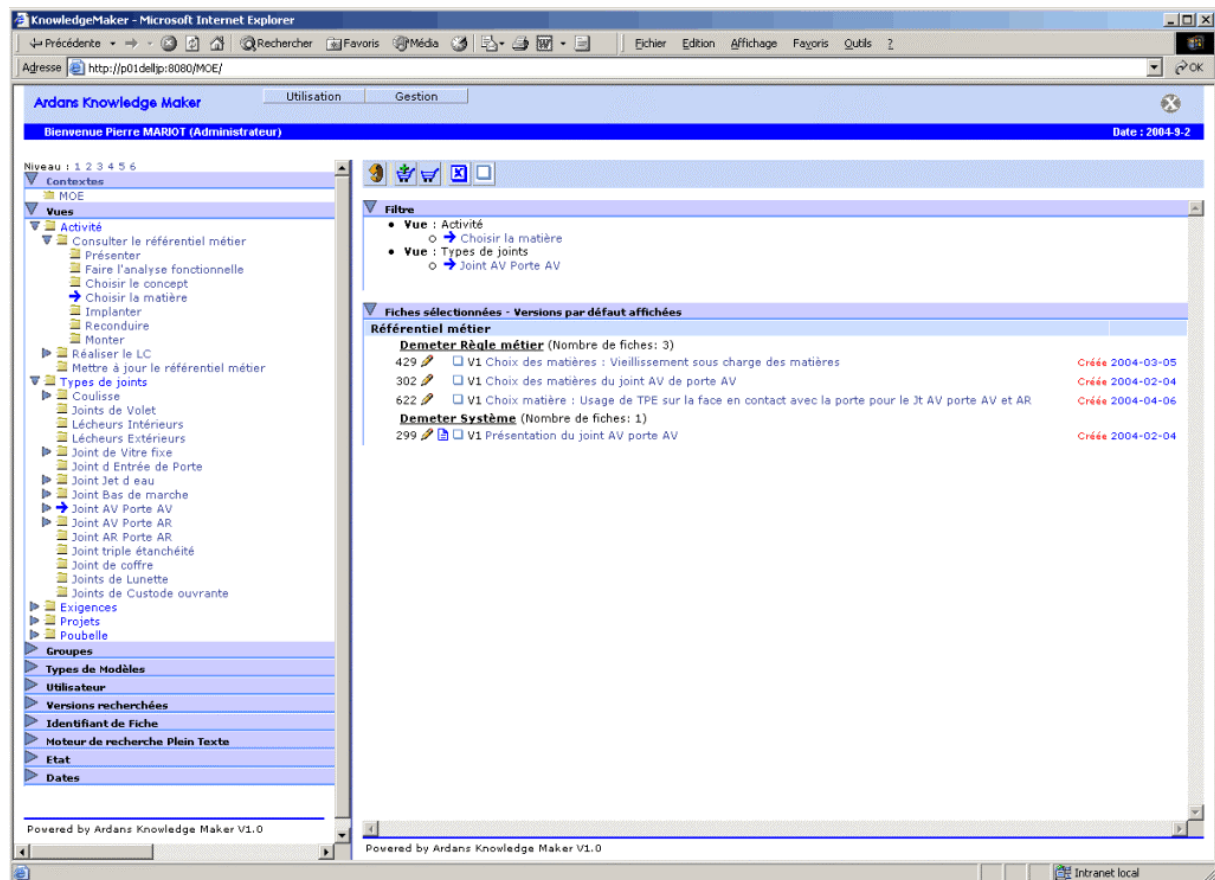 KnowledgeMaker - Microsoft Internet Explorer
Précédente Rechercher Favoris Média Fichier Edition Affichage Favoris Outils ?
Adresse http://p01delljp:8080/MOE/ OK
Ardans Knowledge Maker Utilisation Gestion
Bienvenue Pierre MARIOT (Administrateur) Date : 2004-9-2
Niveau : 1 2 3 4 5 6
Contextes
MOE
Vues
Activité
Consulter le référentiel métier
Présenter
Faire l'analyse fonctionnelle
Choisir le concept
Choisir la matière
Implanter
Reconduire
Monter
Réaliser le LC
Mettre à jour le référentiel métier
Types de joints
Coulisse
Joints de Volet
Lécheurs Intérieurs
Lécheurs Extérieurs
Joint de Vitre fixe
Joint d Entrée de Porte
Joint Jet d eau
Joint Bas de marche
Joint AV Porte AV
Joint AV Porte AR
Joint AR Porte AR
Joint triple étanchéité
Joint de coffre
Joints de Lunette
Joints de Custode ouvrante
Exigences
Projets
Poubelle
Groupes
Types de Modèles
Utilisateur
Versions recherchées
Identifiant de Fiche
Moteur de recherche Plein Texte
Etat
Dates
Powered by Ardans Knowledge Maker V1.0
Filtre
Vue : Activité
Choisir la matière
Vue : Types de joints
Joint AV Porte AV
Fiches sélectionnées - Versions par défaut affichées
Référentiel métier
Demeter Règle métier (Nombre de fiches: 3)
429 V1 Choix des matières : Vieillissement sous charge des matières Créée 2004-03-05
302 V1 Choix des matières du joint AV de porte AV Créée 2004-02-04
622 V1 Choix matière : Usage de TPE sur la face en contact avec la porte pour le Jt AV porte AV et AR Créée 2004-04-06
Demeter Système (Nombre de fiches: 1)
299 V1 Présentation du joint AV porte AV Créée 2004-02-04
Powered by Ardans Knowledge Maker V1.0
Intranet local